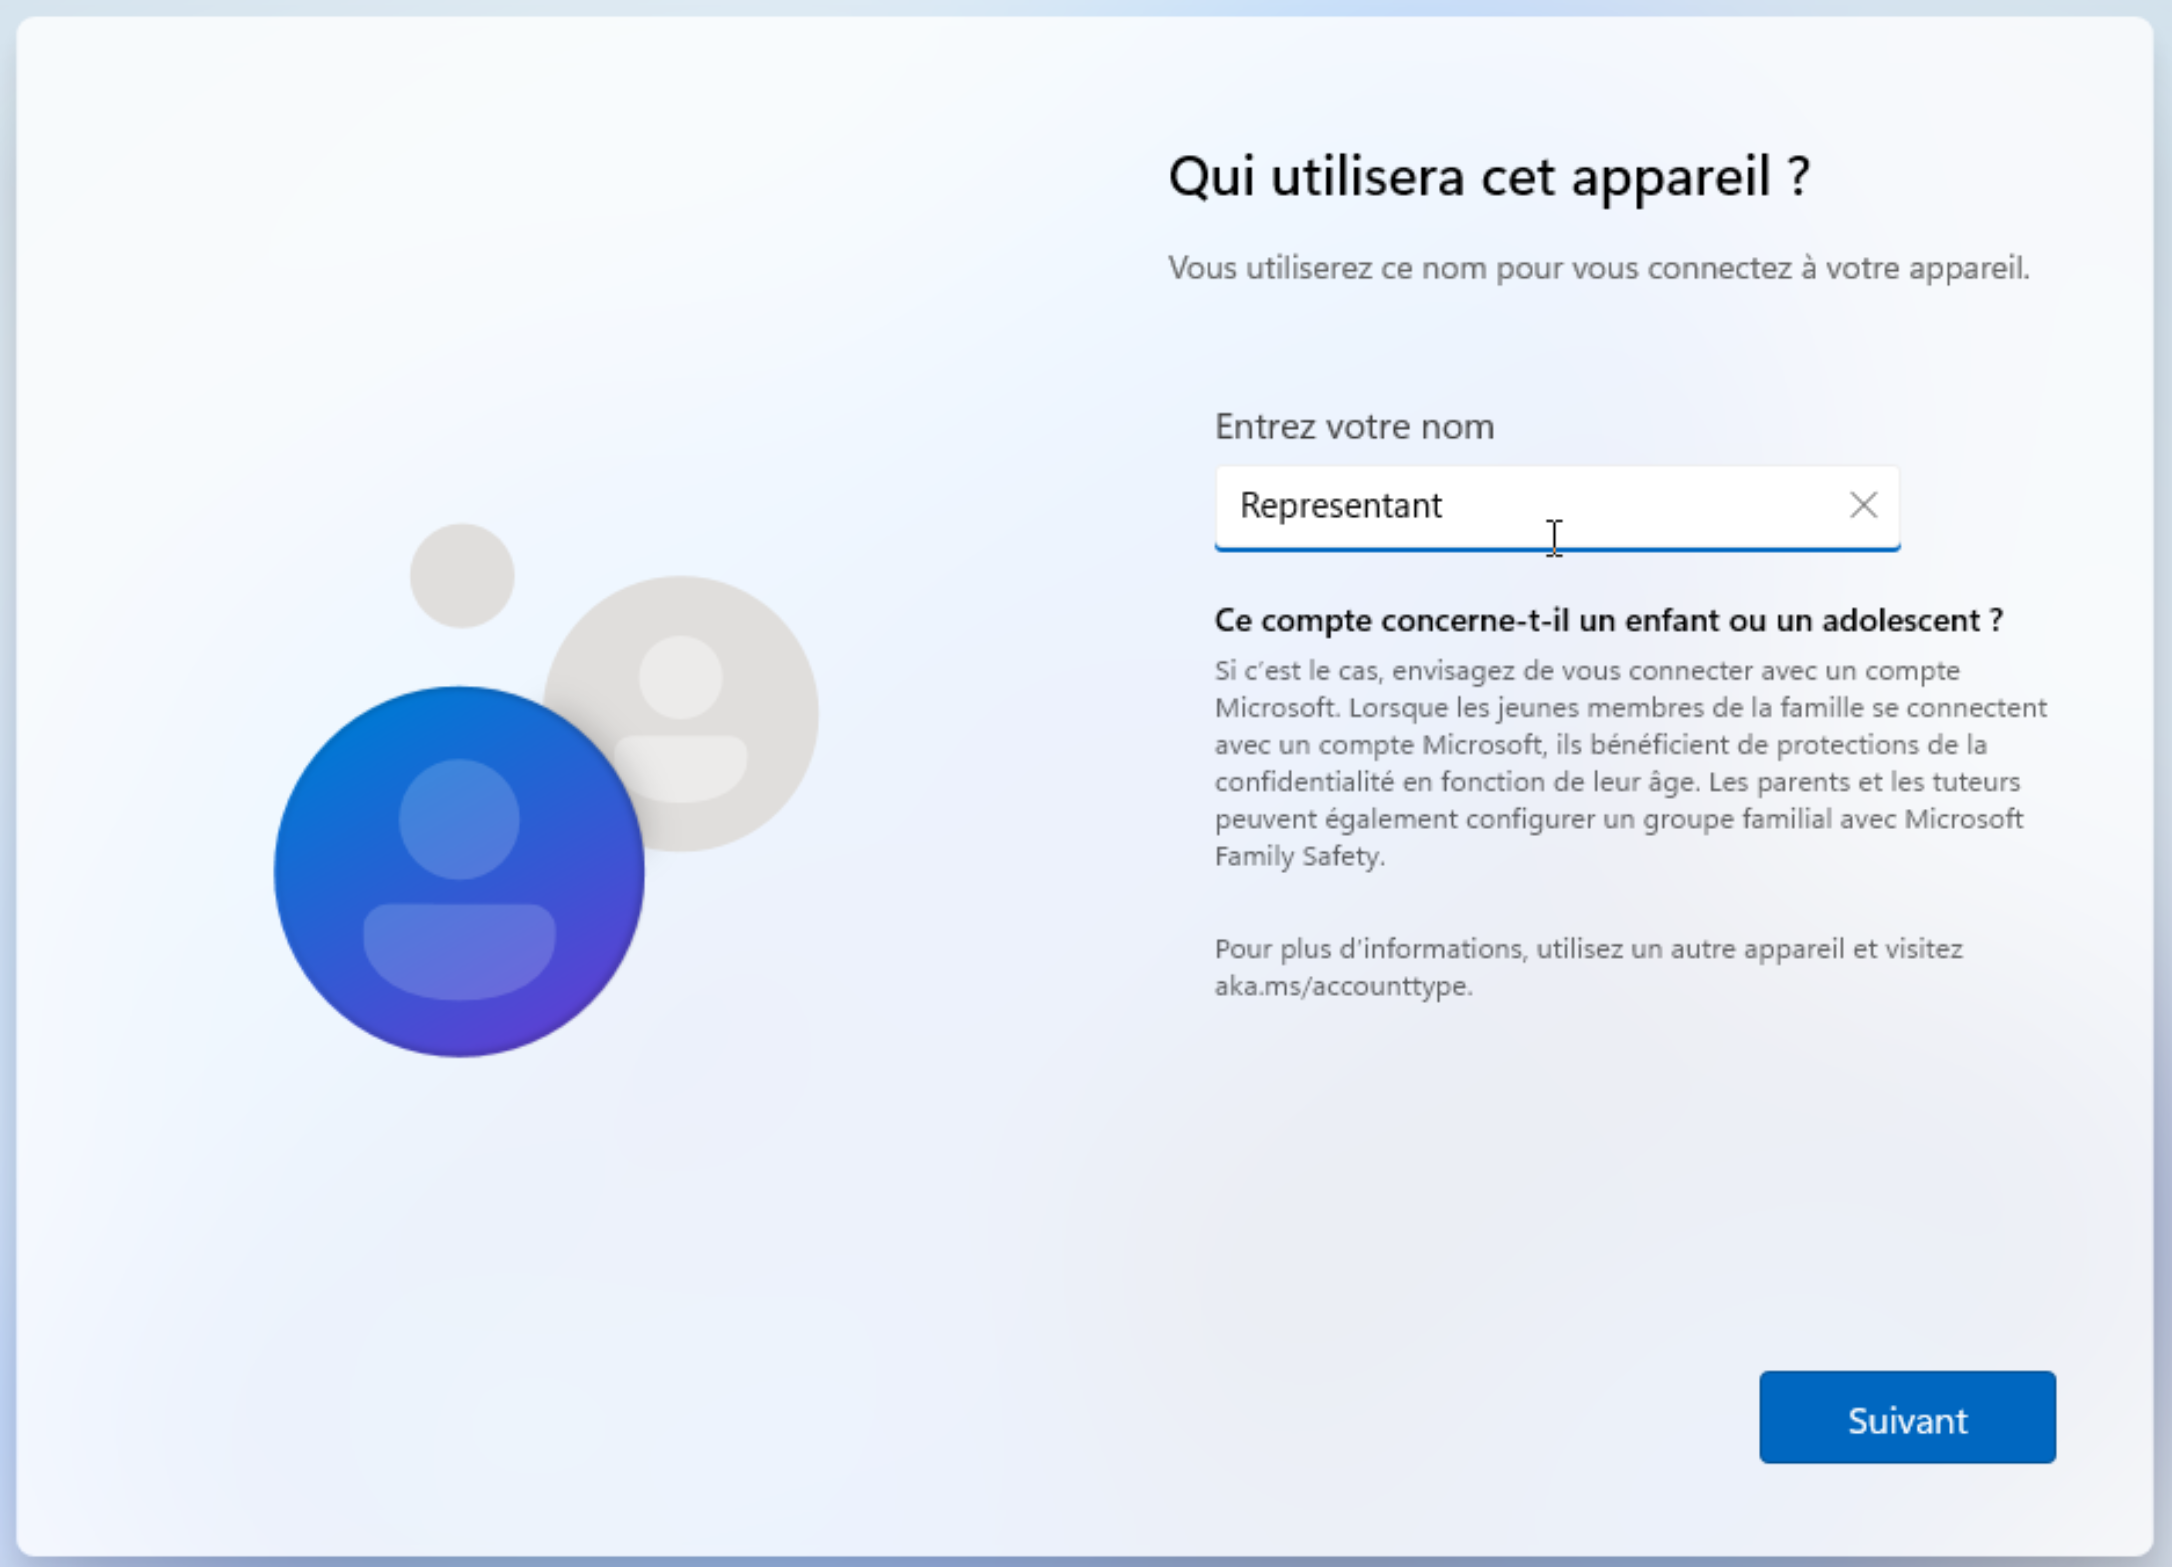 Qui utilisera cet appareil ?
Vous utiliserez ce nom pour vous connectez à votre appareil.
Entrez votre nom
Representant
Ce compte concerne-t-il un enfant ou un adolescent ?
Si c’est le cas, envisagez de vous connecter avec un compte
Microsoft. Lorsque les jeunes membres de la famille se connectent
avec un compte Microsoft, ils bénéficient de protections de la
confidentialité en fonction de leur âge. Les parents et les tuteurs
peuvent également configurer un groupe familial avec Microsoft
Family Safety.
Pour plus d’informations, utilisez un autre appareil et visitez
aka.ms/accounttype.
Suivant